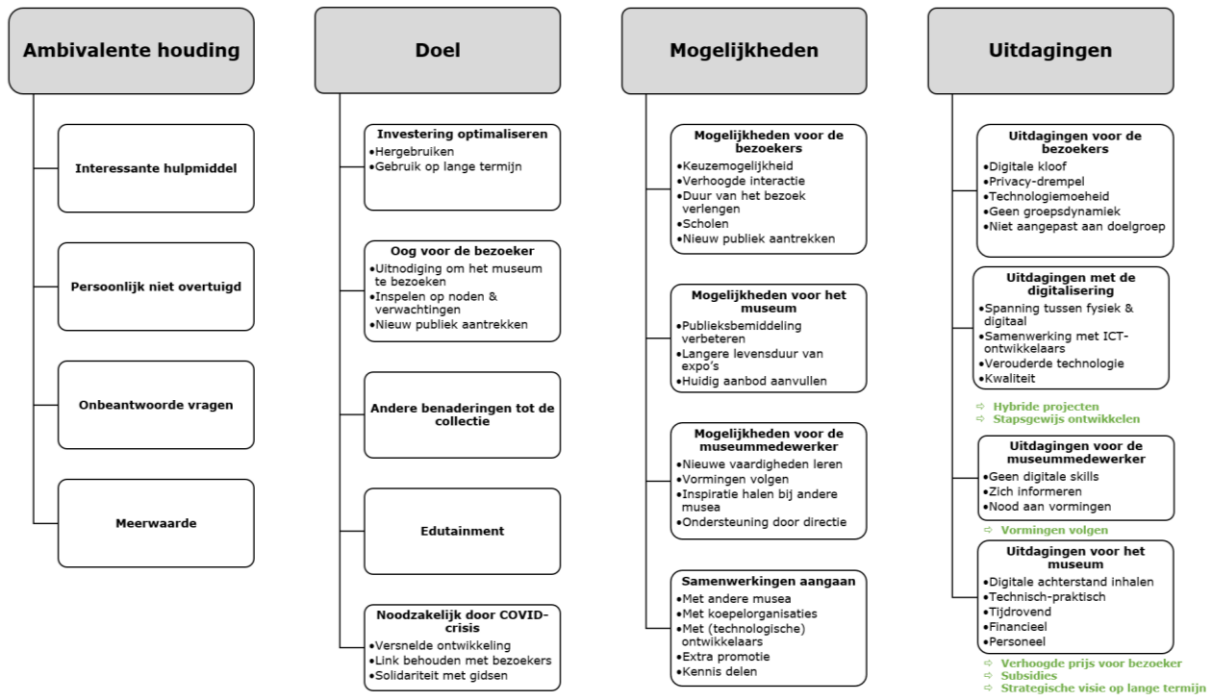 Ambivalente houding
Interessante hulpmiddel
Persoonlijk niet overtuigd
Onbeantwoorde vragen
Meerwaarde
Doel
Investering optimaliseren
•Hergebruiken
•Gebruik op lange termijn
Oog voor de bezoeker
•Uitnodiging om het museum
te bezoeken
•Inspelen op noden &
verwachtingen
•Nieuw publiek aantrekken
Andere benaderingen tot de
collectie
Edutainment
Noodzakelijk door COVID-
crisis
•Versnelde ontwikkeling
•Link behouden met bezoekers
•Solidariteit met gidsen
Mogelijkheden
Mogelijkheden voor de
bezoekers
•Keuzemogelijkheid
•Verhoogde interactie
•Duur van het bezoek
verlengen
•Scholen
•Nieuw publiek aantrekken
Mogelijkheden voor het
museum
•Publieksbemiddeling
verbeteren
•Langere levensduur van
expo's
•Huidig aanbod aanvullen
Mogelijkheden voor de
museummedewerker
•Nieuwe vaardigheden leren
•Vormingen volgen
•Inspiratie halen bij andere
musea
•Ondersteuning door directie
Samenwerkingen aangaan
•Met andere musea
•Met koepelorganisaties
•Met (technologische)
ontwikkelaars
•Extra promotie
•Kennis delen
Uitdagingen
Uitdagingen voor de
bezoekers
•Digitale kloof
•Privacy-drempel
•Technologiemoeheid
•Geen groepsdynamiek
•Niet aangepast aan doelgroep
Uitdagingen met de
digitalisering
•Spanning tussen fysiek &
digitaal
•Samenwerking met ICT-
ontwikkelaars
•Verouderde technologie
•Kwaliteit
⇨ Hybride projecten
⇨ Stapsgewijs ontwikkelen
Uitdagingen voor de
museummedewerker
•Geen digitale skills
•Zich informeren
•Nood aan vormingen
⇨ Vormingen volgen
Uitdagingen voor het
museum
•Digitale achterstand inhalen
•Technisch-praktisch
•Tijdrovend
•Financieel
•Personeel
⇨ Verhoogde prijs voor bezoeker
⇨ Subsidies
⇨ Strategische visie op lange termijn